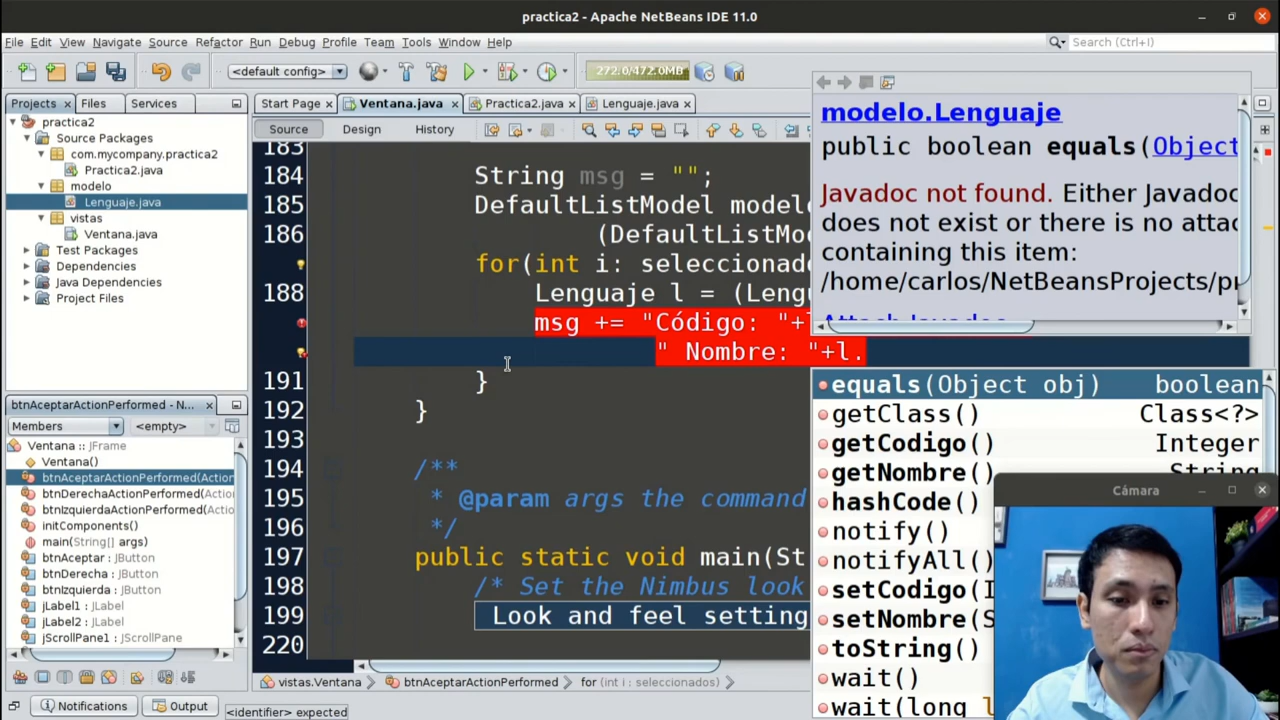 practica2 - Apache NetBeans IDE 11.0
File Edit View Navigate Source Refactor Run Debug Profile Team Tools Window Help
Search (Ctrl+I)
<default config>
272.0/472.0MB
Projects Files Services
practica2
Source Packages
com.mycompany.practica2
Practica2.java
modelo
Lenguaje.java
vistas
Ventana.java
Test Packages
Dependencies
Java Dependencies
Project Files
btnAceptarActionPerformed - N...
Members <empty>
Ventana :: JFrame
Ventana()
btnAceptarActionPerformed(Action
btnDerechaActionPerformed(Action
btnIzquierdaActionPerformed(Actio
initComponents()
main(String[] args)
btnAceptar : JButton
btnDerecha : JButton
btnIzquierda : JButton
jLabel1 : JLabel
jLabel2 : JLabel
jScrollPane1 : JScrollPane
Start Page Ventana.java Practica2.java Lenguaje.java
Source Design History
183
184 String msg = "";
185 DefaultListModel modelo
186 (DefaultListMo
for(int i: seleccionado
188 Lenguaje l = (Leng
msg += "Código: "+l
" Nombre: "+l.
191 }
192 }
193
194 /**
195 * @param args the command
196 */
197 public static void main(St
198 /* Set the Nimbus look
199 Look and feel setting
220
modelo.Lenguaje
public boolean equals(Object
Javadoc not found. Either Javadoc
does not exist or there is no attac
containing this item:
/home/carlos/NetBeansProjects/pr
Attach Javadoc
equals(Object obj) boolean
getClass() Class<?>
getCodigo() Integer
getNombre() String
hashCode()
notify()
notifyAll()
setCodigo(I
setNombre(S
toString()
wait()
wait(long l
Cámara
vistas.Ventana btnAceptarActionPerformed for (int i : seleccionados)
Notifications Output <identifier> expected